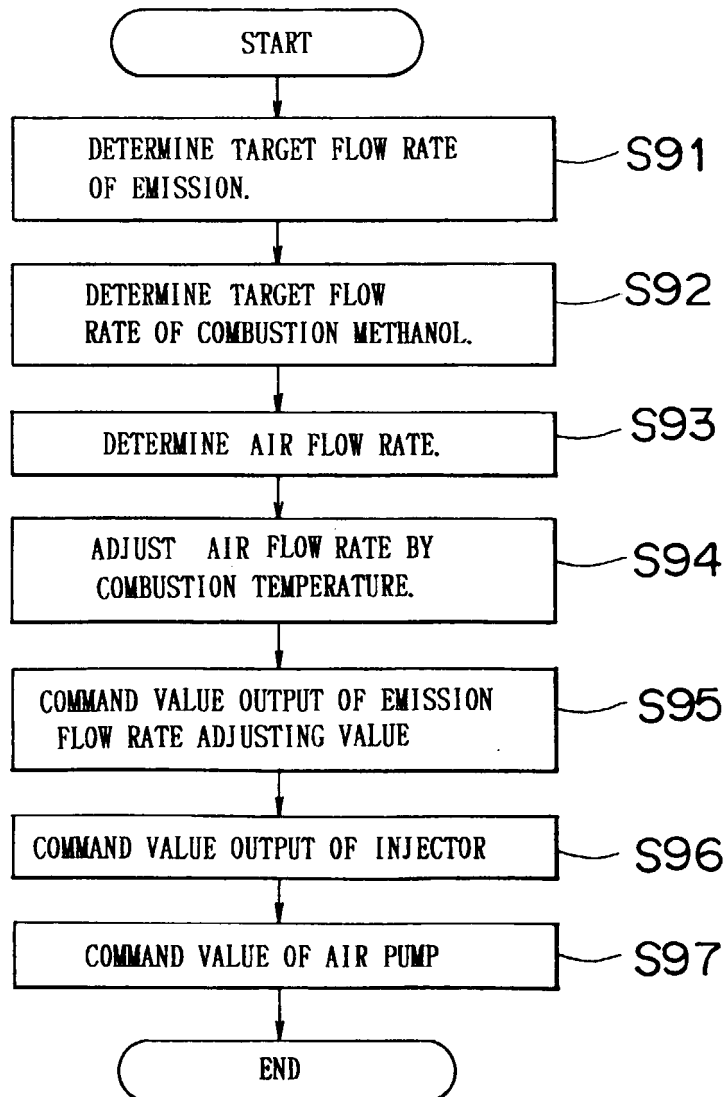 START
DETERMINE TARGET FLOW RATE
OF EMISSION.
S91
DETERMINE TARGET FLOW
RATE OF COMBUSTION METHANOL.
S92
DETERMINE AIR FLOW RATE.
S93
ADJUST AIR FLOW RATE BY
COMBUSTION TEMPERATURE.
S94
COMMAND VALUE OUTPUT OF EMISSION
FLOW RATE ADJUSTING VALUE
S95
COMMAND VALUE OUTPUT OF INJECTOR
S96
COMMAND VALUE OF AIR PUMP
S97
END